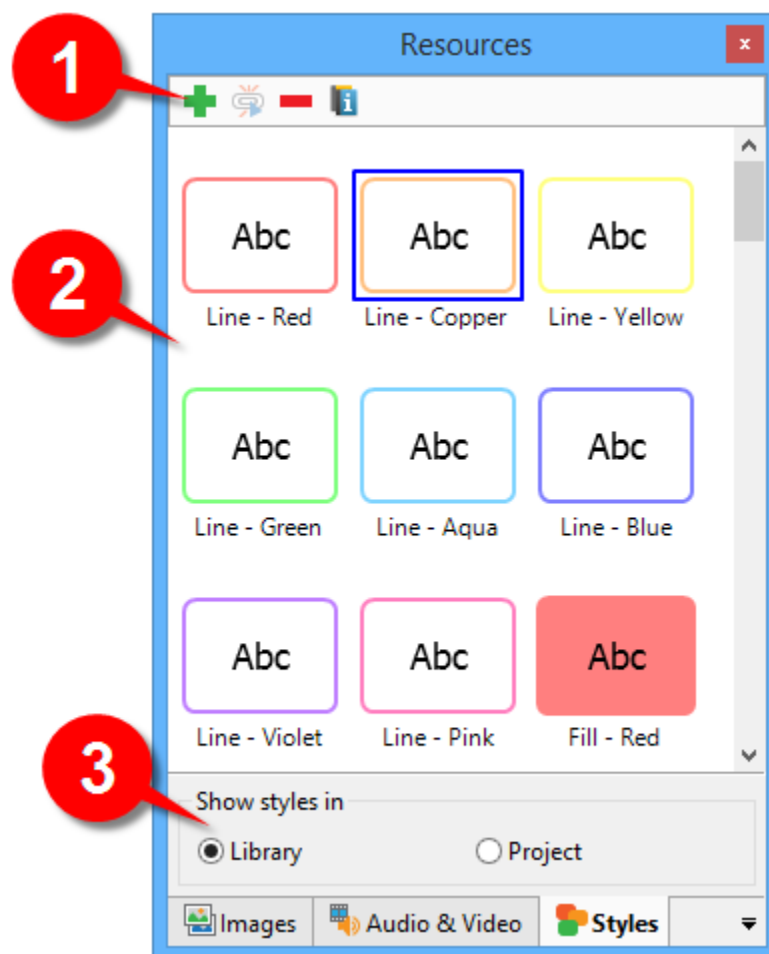 Resources
x
1
2
Abc Abc Abc
Line - Red Line - Copper Line - Yellow
Abc Abc Abc
Line - Green Line - Aqua Line - Blue
Abc Abc Abc
Line - Violet Line - Pink Fill - Red
3
Show styles in
Library Project
Images Audio & Video Styles